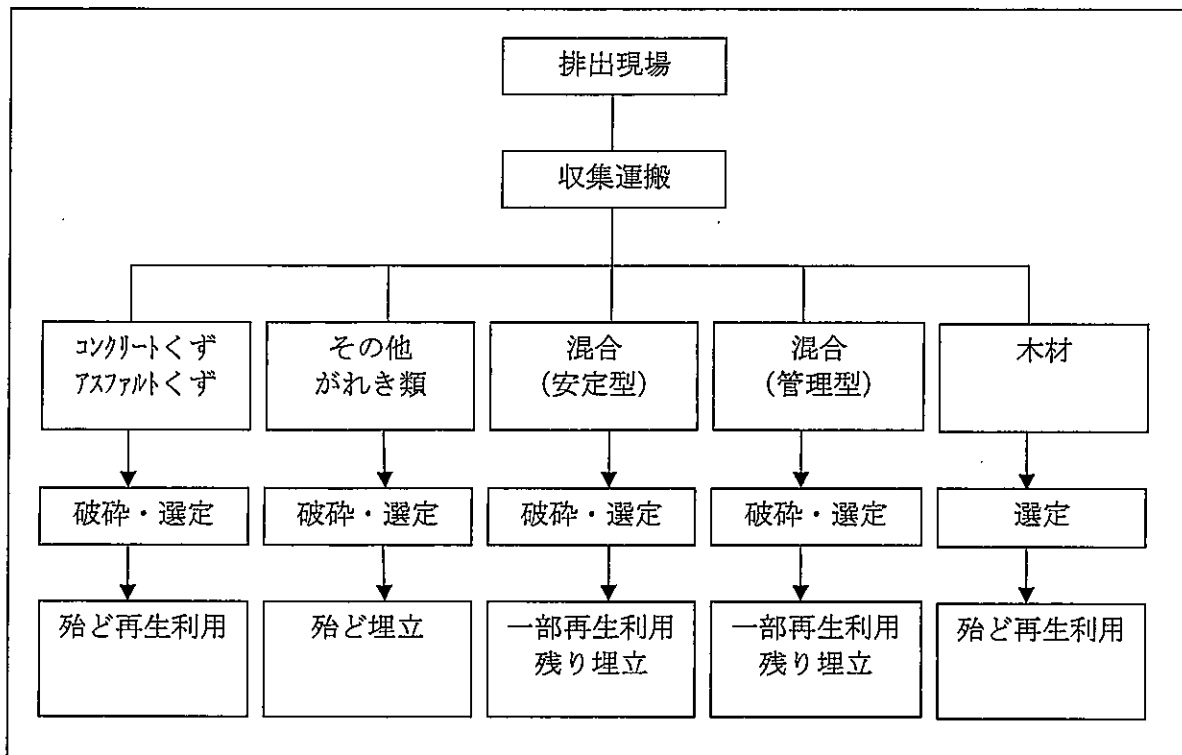 排出現場
収集運搬
コンクリートくず
アスファルトくず
その他
がれき類
混合
(安定型)
混合
(管理型)
木材
破砕・選定
破砕・選定
破砕・選定
破砕・選定
選定
殆ど再生利用
殆ど埋立
一部再生利用
残り埋立
一部再生利用
残り埋立
殆ど再生利用